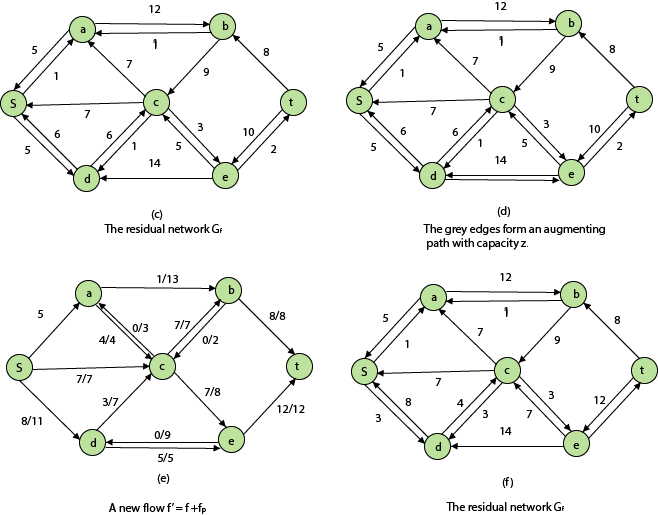 12
a
b
1
5
1
7
8
9
S
c
t
7
6
6
3
10
5
1
5
2
14
d
e
(c)
The residual network Gf
12
a
b
1
5
1
7
8
9
S
c
t
7
6
6
3
10
5
1
5
2
14
d
e
(d)
The grey edges form an augmenting
path with capacity z.
1/13
a
b
5
0/3
7/7
8/8
4/4
0/2
S
c
t
7/7
3/7
7/8
8/11
12/12
0/9
d
e
5/5
(e)
A new flow f' = f +fp
12
a
b
1
5
1
7
8
9
S
c
t
7
8
4
3
12
3
3
7
14
d
e
(f)
The residual network Gf